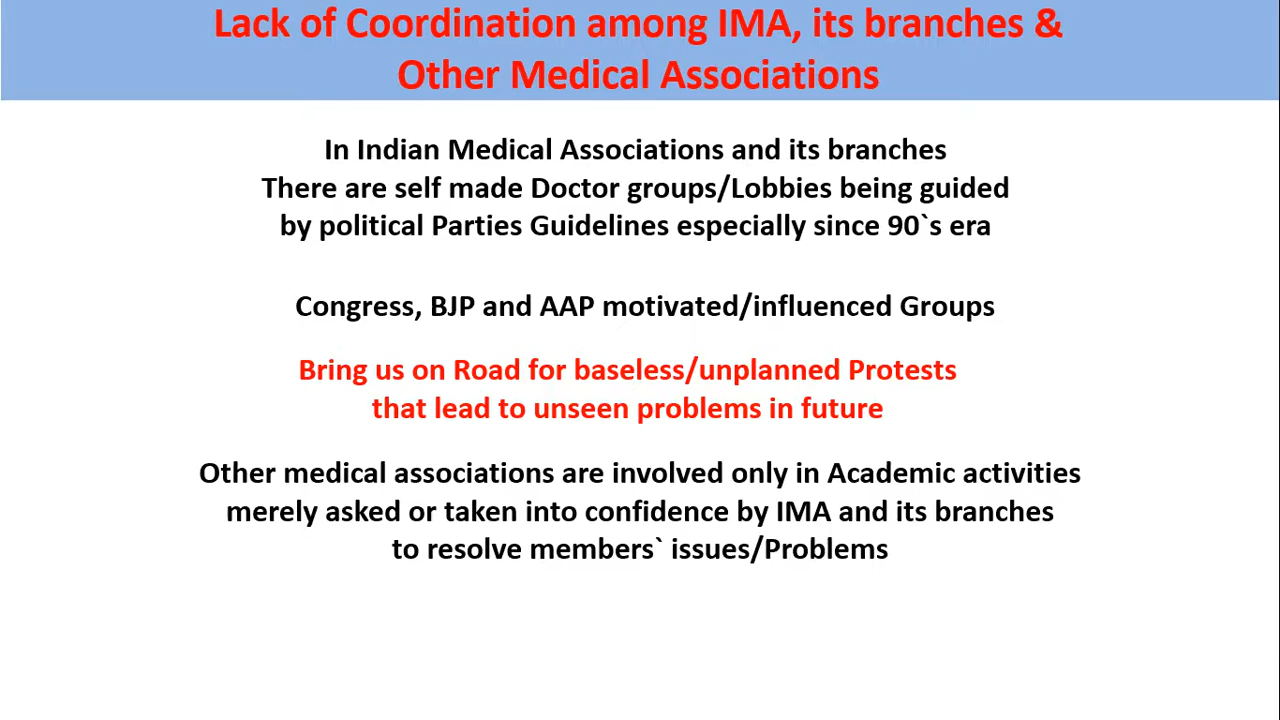 Lack of Coordination among IMA, its branches &
Other Medical Associations
In Indian Medical Associations and its branches
There are self made Doctor groups/Lobbies being guided
by political Parties Guidelines especially since 90`s era
Congress, BJP and AAP motivated/influenced Groups
Bring us on Road for baseless/unplanned Protests
that lead to unseen problems in future
Other medical associations are involved only in Academic activities
merely asked or taken into confidence by IMA and its branches
to resolve members` issues/Problems